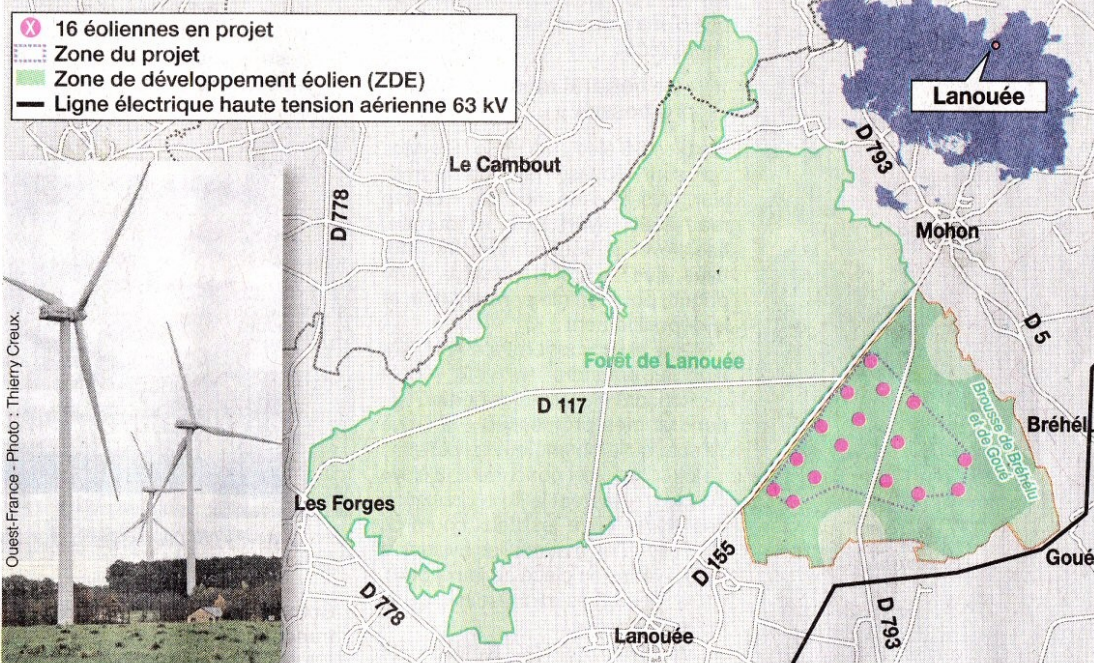 X 16 éoliennes en projet
Zone du projet
Zone de développement éolien (ZDE)
Ligne électrique haute tension aérienne 63 kV
Lanouée
D 793
Le Cambout
D 778
Mohon
D 5
Forêt de Lanouée
D 117
Brousse de Bréhélu
et de Goue
Bréhélu
Les Forges
Goué
D 155
D 778
D 793
Lanouée
Ouest-France - Photo : Thierry Creux.